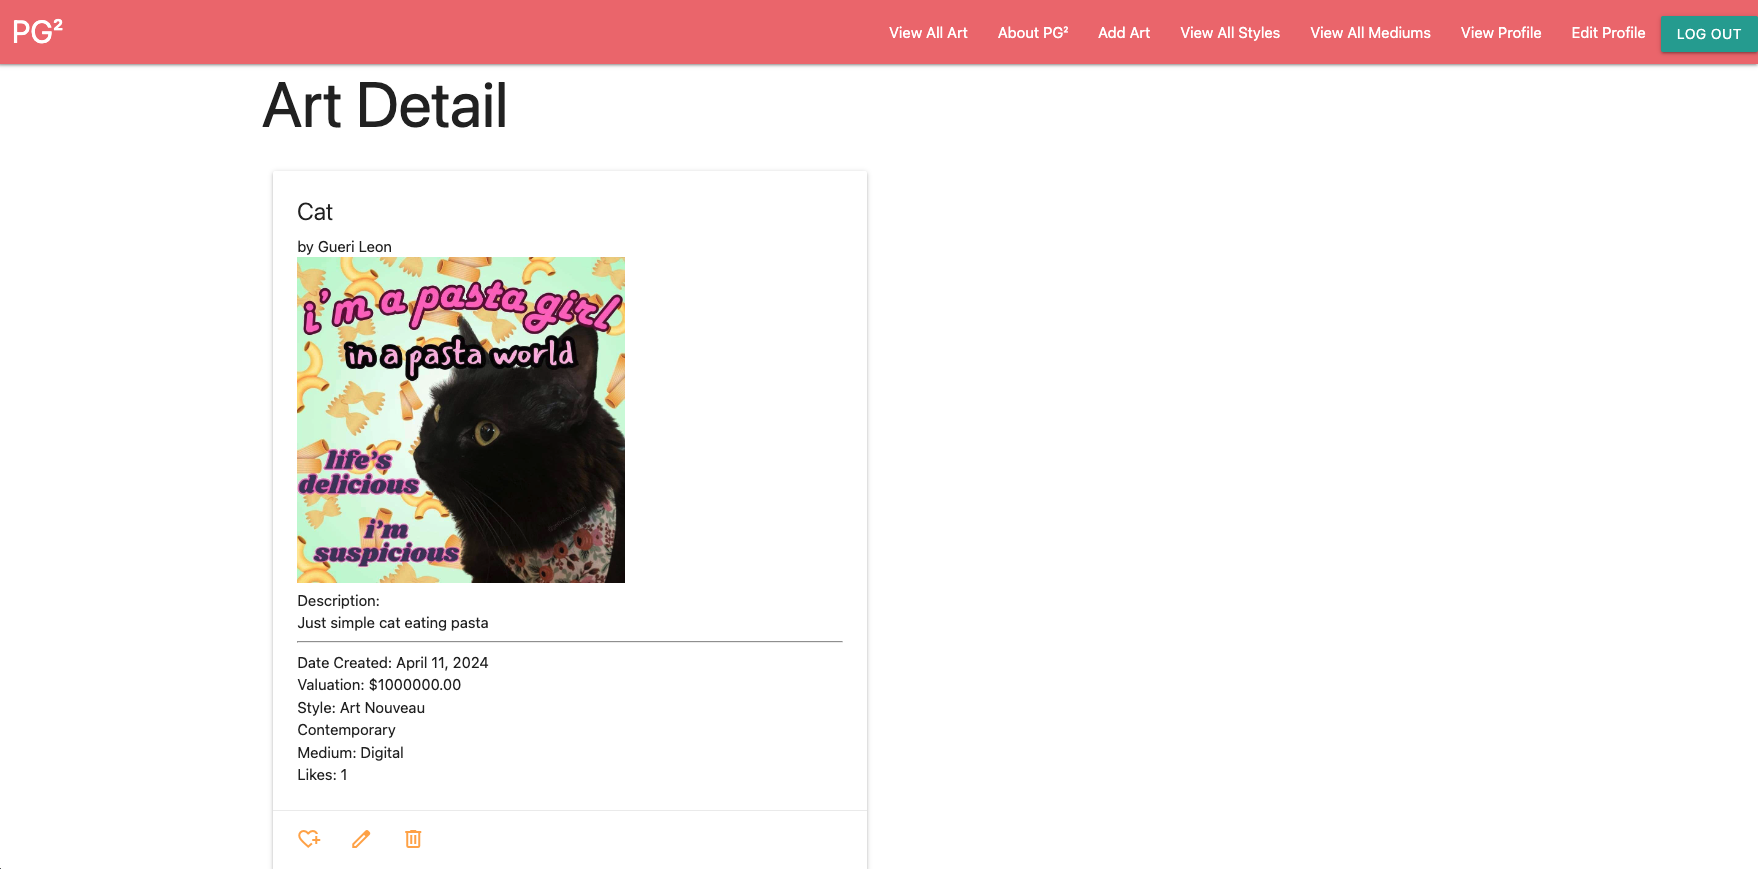 PG²
View All Art
About PG²
Add Art
View All Styles
View All Mediums
View Profile
Edit Profile
LOG OUT
Art Detail
Cat
by Gueri Leon
i'm a pasta girl
in a pasta world
life's
delicious
i'm
suspicious
Description:
Just simple cat eating pasta
Date Created: April 11, 2024
Valuation: $1000000.00
Style: Art Nouveau
Contemporary
Medium: Digital
Likes: 1